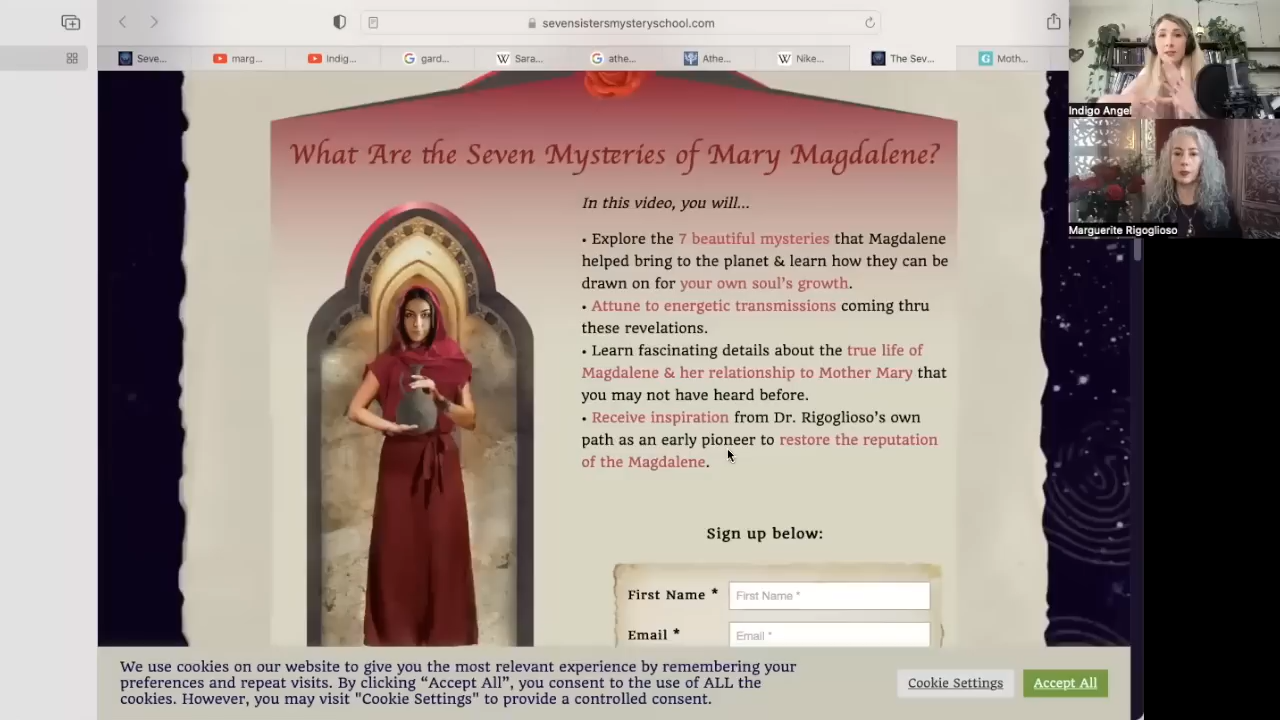 sevensistersmysteryschool.com
Seve...
marg...
Indig...
gard...
Sara...
athe...
Athe...
Nike...
The Sev...
Moth...
Indigo Angel
Marguerite Rigoglioso
What Are the Seven Mysteries of Mary Magdalene?
In this video, you will...
• Explore the 7 beautiful mysteries that Magdalene
helped bring to the planet & learn how they can be
drawn on for your own soul's growth.
• Attune to energetic transmissions coming thru
these revelations.
• Learn fascinating details about the true life of
Magdalene & her relationship to Mother Mary that
you may not have heard before.
• Receive inspiration from Dr. Rigoglioso's own
path as an early pioneer to restore the reputation
of the Magdalene.
Sign up below:
First Name * First Name *
Email * Email *
We use cookies on our website to give you the most relevant experience by remembering your
preferences and repeat visits. By clicking “Accept All”, you consent to the use of ALL the
cookies. However, you may visit "Cookie Settings" to provide a controlled consent.
Cookie Settings
Accept All